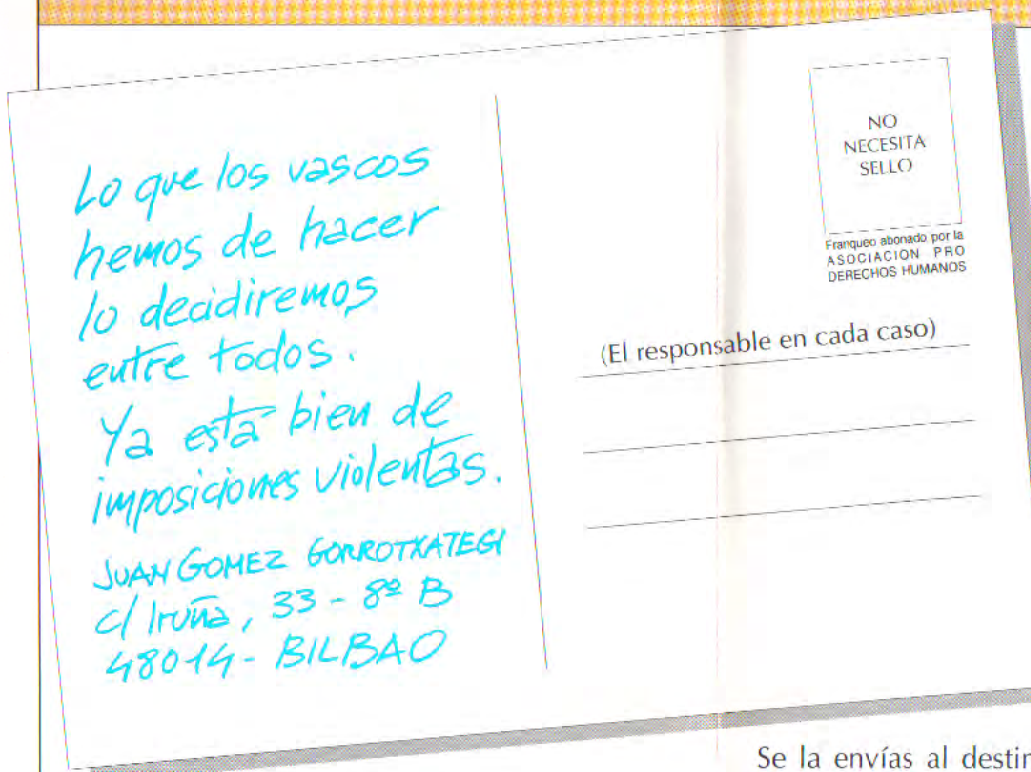 Lo que los vascos
hemos de hacer
lo decidiremos
entre todos.
Ya está bien de
imposiciones violentas.
JUAN GOMEZ GORROTXATEGI
c/ Iruña, 33 - 8º B
48014 - BILBAO
NO
NECESITA
SELLO
Franqueo abonado por la
ASOCIACION PRO
DERECHOS HUMANOS
(El responsable en cada caso)
Se la envías al